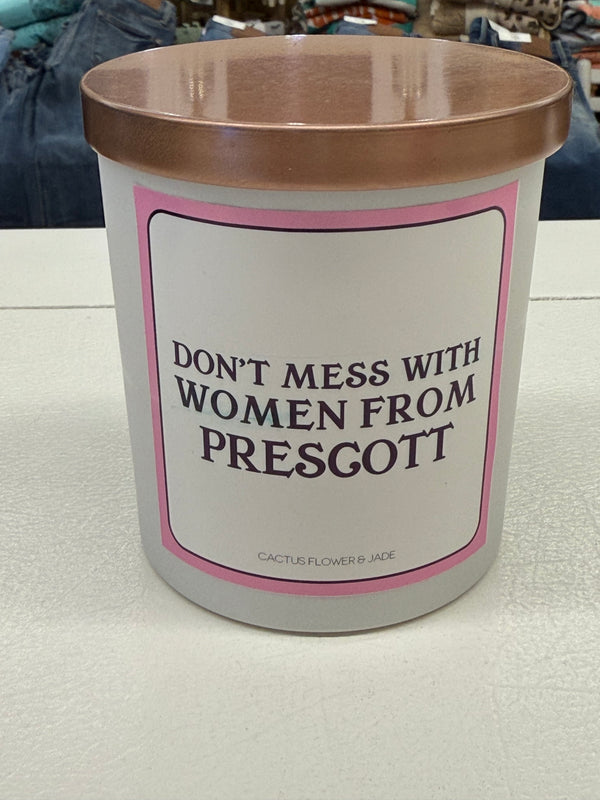 DON'T MESS WITH
WOMEN FROM
PRESCOTT
CACTUS FLOWER & JADE